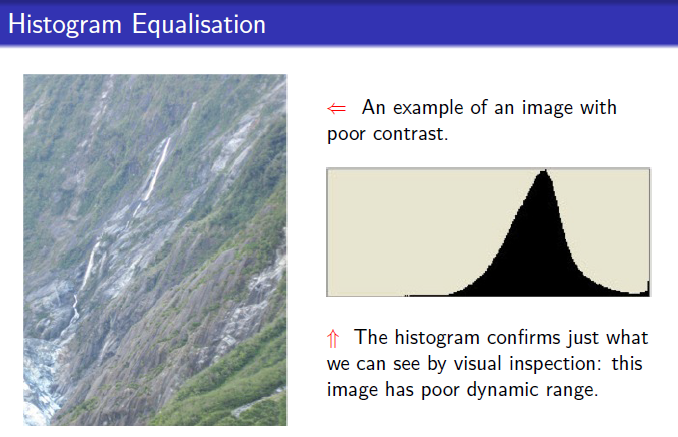 Histogram Equalisation
⇐ An example of an image with
poor contrast.
⇑ The histogram confirms just what
we can see by visual inspection: this
image has poor dynamic range.